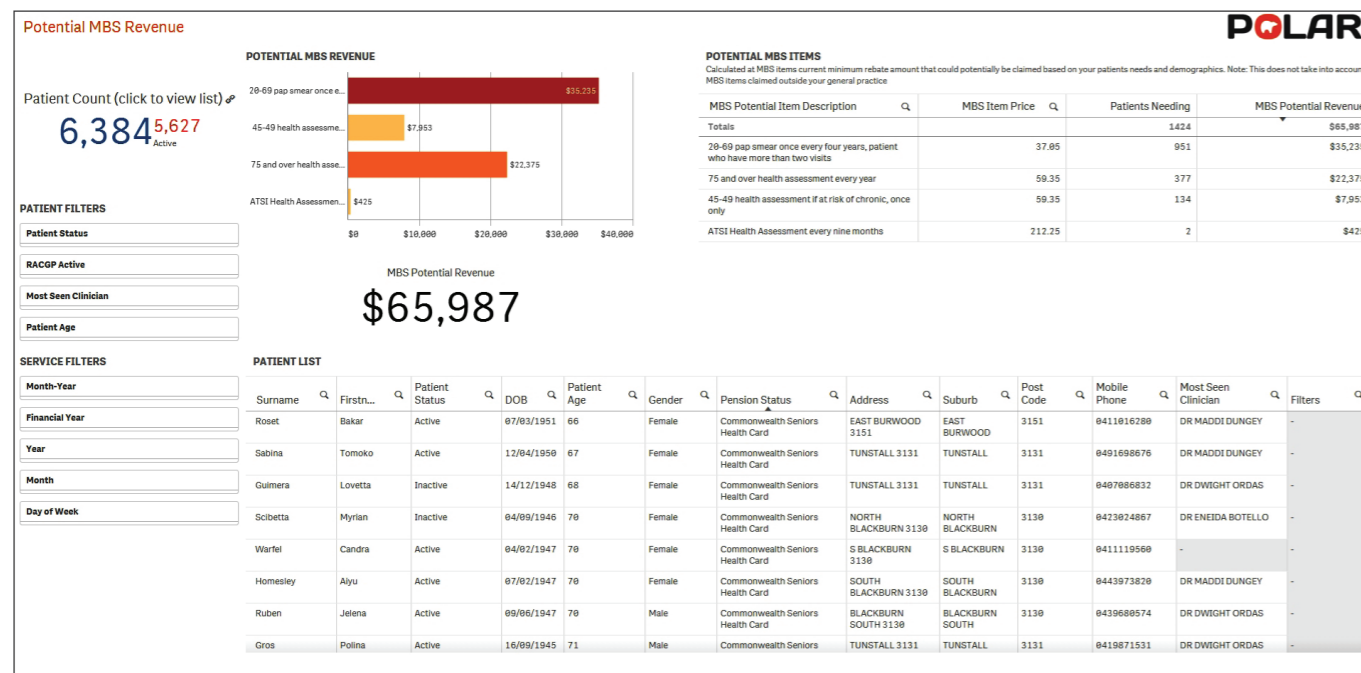 Potential MBS Revenue
POLAR
Patient Count (click to view list)
6,384 5,627
Active
PATIENT FILTERS
Patient Status
RACGP Active
Most Seen Clinician
Patient Age
SERVICE FILTERS
Month-Year
Financial Year
Year
Month
Day of Week
POTENTIAL MBS REVENUE
20-69 pap smear once e... $35,235
45-49 health assessme... $7,953
75 and over health asse... $22,375
ATSI Health Assessmen... $425
$0 $10,000 $20,000 $30,000 $40,000
MBS Potential Revenue
$65,987
POTENTIAL MBS ITEMS
Calculated at MBS items current minimum rebate amount that could potentially be claimed based on your patients needs and demographics. Note: This does not take into accoun
MBS items claimed outside your general practice
MBS Potential Item Description MBS Item Price Patients Needing MBS Potential Revenue
Totals 1424 $65,987
20-69 pap smear once every four years, patient 37.05 951 $35,235
who have more than two visits
75 and over health assessment every year 59.35 377 $22,375
45-49 health assessment if at risk of chronic, once 59.35 134 $7,953
only
ATSI Health Assessment every nine months 212.25 2 $425
PATIENT LIST
Surname Firstn... Patient Status DOB Patient Age Gender Pension Status Address Suburb Post Code Mobile Phone Most Seen Clinician Filters
Roset Bakar Active 07/03/1951 66 Female Commonwealth Seniors Health Card EAST BURWOOD 3151 EAST BURWOOD 3151 0411016280 DR MADDI DUNGEY -
Sabina Tomoko Active 12/04/1950 67 Female Commonwealth Seniors Health Card TUNSTALL 3131 TUNSTALL 3131 0491698676 DR MADDI DUNGEY -
Guimera Lovetta Inactive 14/12/1948 68 Female Commonwealth Seniors Health Card TUNSTALL 3131 TUNSTALL 3131 0407086832 DR DWIGHT ORDAS -
Scibetta Myrian Inactive 04/09/1946 70 Female Commonwealth Seniors Health Card NORTH BLACKBURN 3130 NORTH BLACKBURN 3130 0423024867 DR ENEIDA BOTELLO -
Warfel Candra Active 04/02/1947 70 Female Commonwealth Seniors Health Card S BLACKBURN 3130 S BLACKBURN 3130 0411119560 - -
Homesley Aiyu Active 07/02/1947 70 Female Commonwealth Seniors Health Card SOUTH BLACKBURN 3130 SOUTH BLACKBURN 3130 0443973820 DR MADDI DUNGEY -
Ruben Jelena Active 09/06/1947 70 Male Commonwealth Seniors Health Card BLACKBURN SOUTH 3130 BLACKBURN SOUTH 3130 0439680574 DR DWIGHT ORDAS -
Gros Polina Active 16/09/1945 71 Male Commonwealth Seniors TUNSTALL 3131 TUNSTALL 3131 0419871531 DR DWIGHT ORDAS -